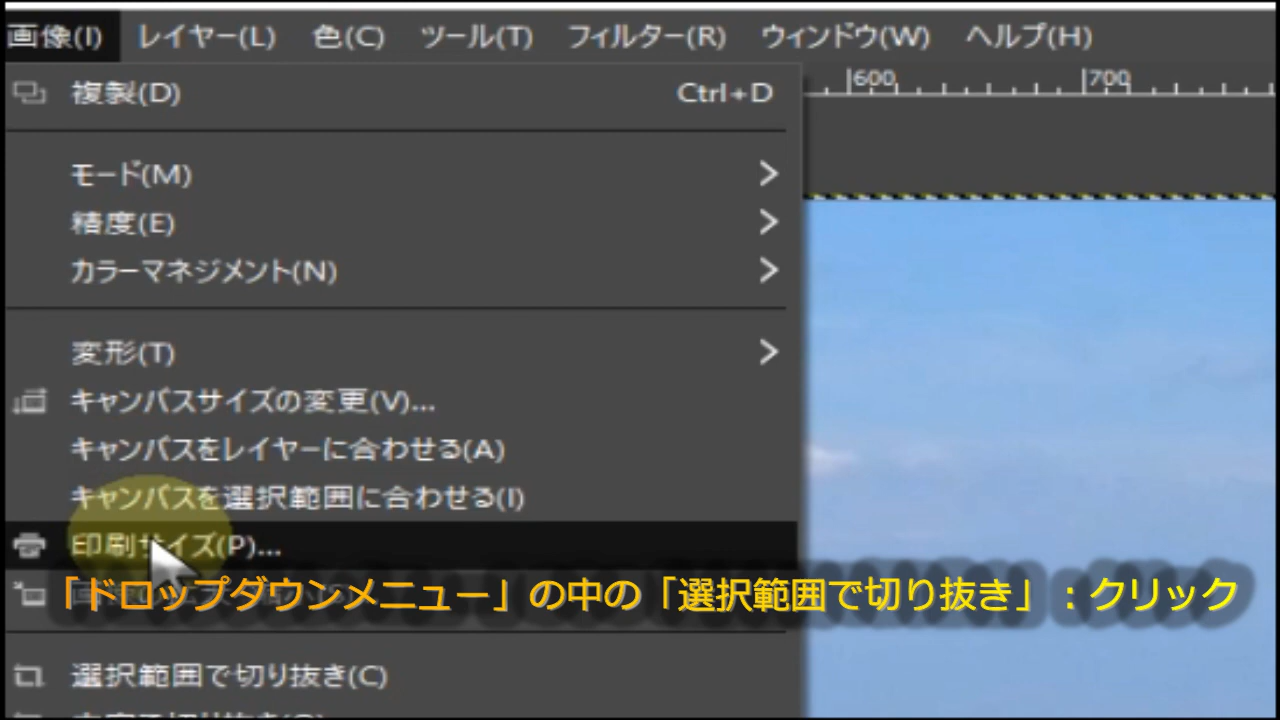 画像(I) レイヤー(L) 色(C) ツール(T) フィルター(R) ウィンドウ(W) ヘルプ(H)
600 700
複製(D) Ctrl+D
モード(M)
精度(E)
カラーマネジメント(N)
変形(T)
キャンバスサイズの変更(V)...
キャンバスをレイヤーに合わせる(A)
キャンバスを選択範囲に合わせる(I)
印刷サイズ(P)...
「ドロップダウンメニュー」の中の「選択範囲で切り抜き」:クリック
選択範囲で切り抜き(C)